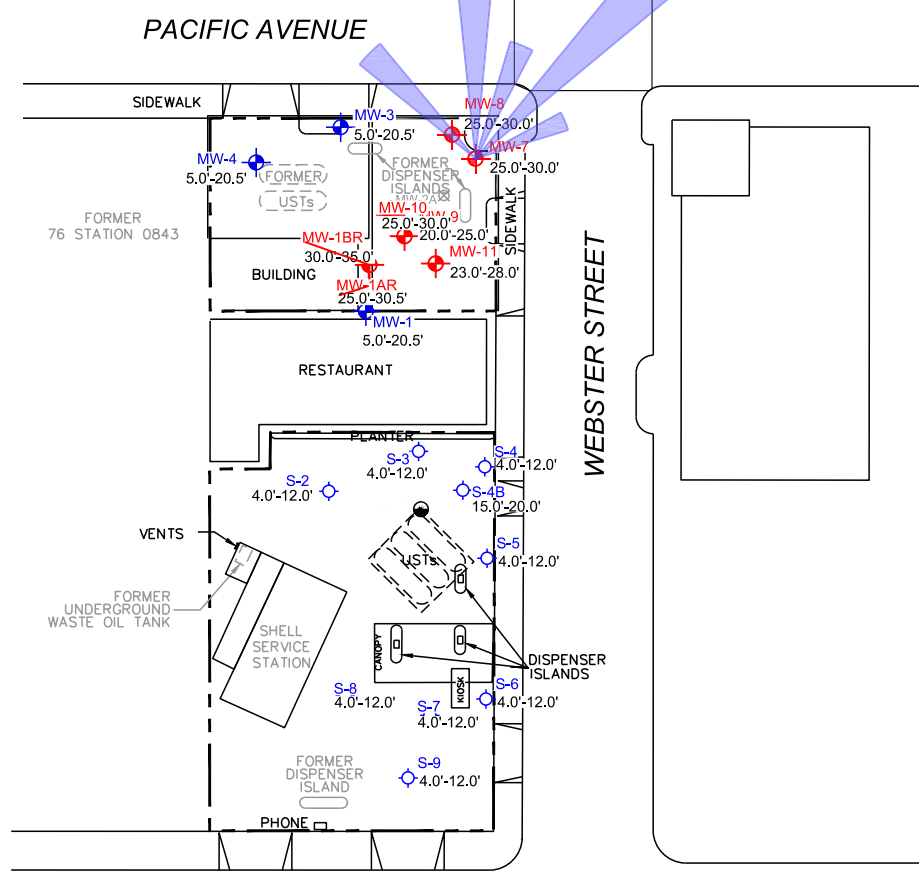 PACIFIC AVENUE
SIDEWALK
MW-8
25.0'-30.0'
MW-3
5.0'-20.5'
MW-7
25.0'-30.0'
MW-4
5.0'-20.5'
FORMER
USTs
FORMER
DISPENSER
ISLANDS
MW-2A
SIDEWALK
FORMER
76 STATION 0843
MW-10
25.0'-30.0'
MW-9
20.0'-25.0'
MW-1BR
30.0'-35.0'
MW-11
23.0'-28.0'
BUILDING
MW-1AR
25.0'-30.5'
MW-1
5.0'-20.5'
WEBSTER STREET
RESTAURANT
PLANTER
S-3
4.0'-12.0'
S-4
4.0'-12.0'
S-2
4.0'-12.0'
S-4B
15.0'-20.0'
VENTS
USTs
S-5
4.0'-12.0'
FORMER
UNDERGROUND
WASTE OIL TANK
SHELL
SERVICE
STATION
CANOPY
DISPENSER
ISLANDS
KIOSK
S-8
4.0'-12.0'
S-7
4.0'-12.0'
S-6
4.0'-12.0'
FORMER
DISPENSER
ISLAND
S-9
4.0'-12.0'
PHONE